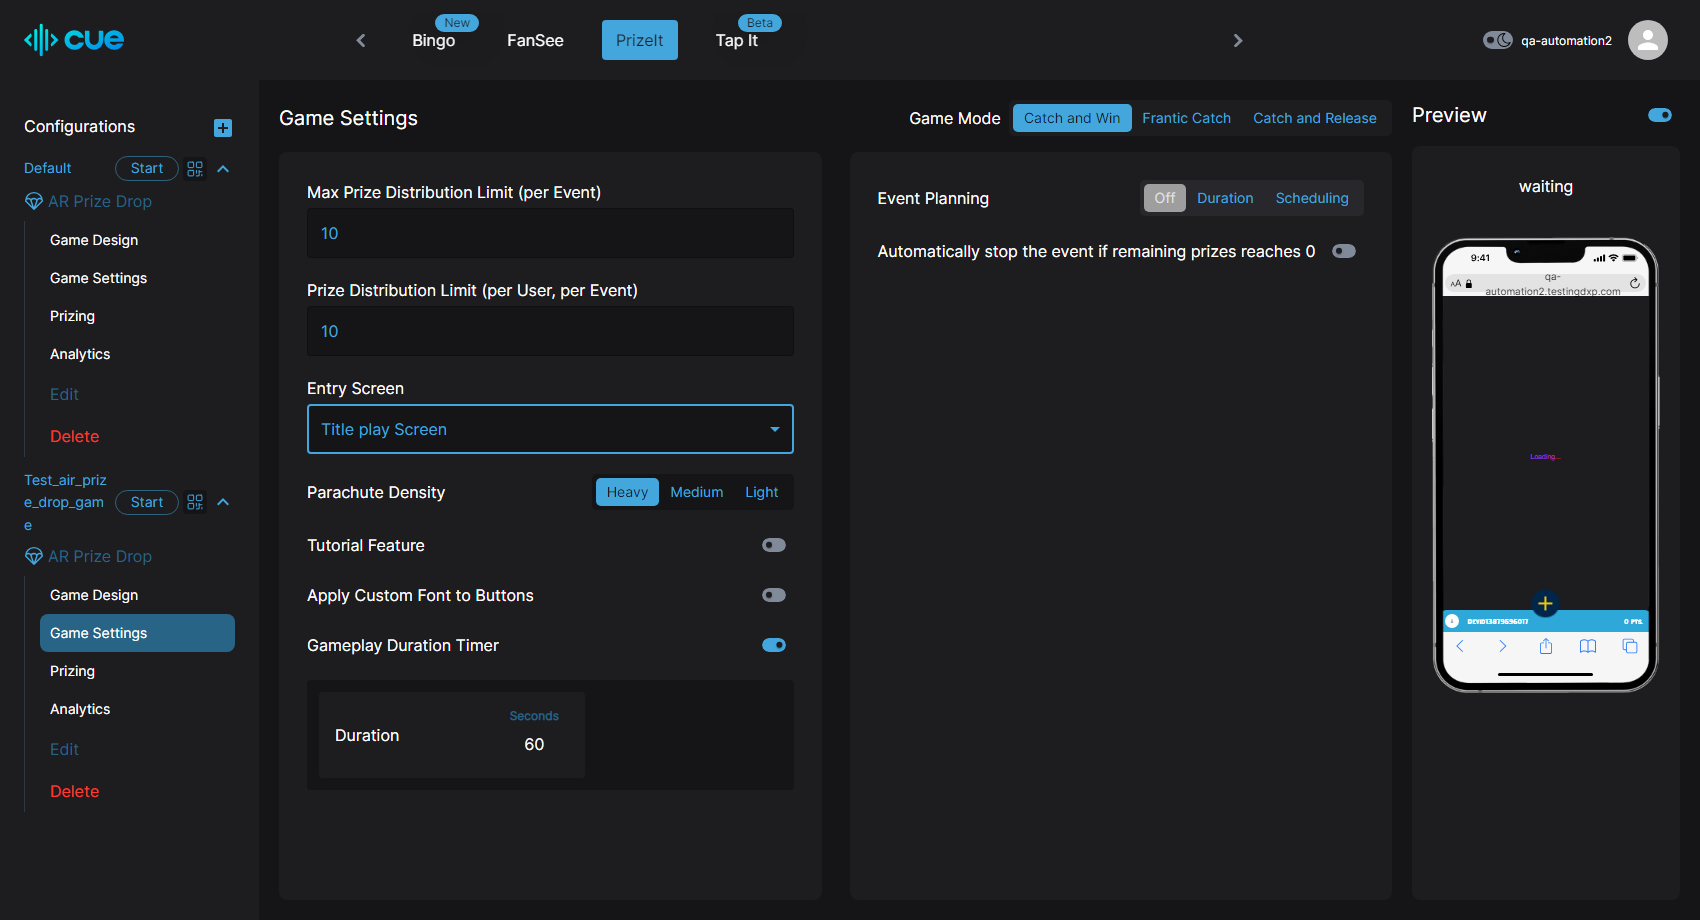 cue
New
Bingo
FanSee
PrizeIt
Beta
Tap It
qa-automation2
Configurations
Default
Start
AR Prize Drop
Game Design
Game Settings
Prizing
Analytics
Edit
Delete
Test_air_priz
e_drop_gam
e
Start
AR Prize Drop
Game Design
Game Settings
Prizing
Analytics
Edit
Delete
Game Settings
Game Mode
Catch and Win
Frantic Catch
Catch and Release
Max Prize Distribution Limit (per Event)
10
Prize Distribution Limit (per User, per Event)
10
Entry Screen
Title play Screen
Parachute Density
Heavy
Medium
Light
Tutorial Feature
Apply Custom Font to Buttons
Gameplay Duration Timer
Duration
Seconds
60
Event Planning
Off
Duration
Scheduling
Automatically stop the event if remaining prizes reaches 0
Preview
waiting
9:41
AA
qa-
automation2.testingdxp.com
Loading...
0 PTS.